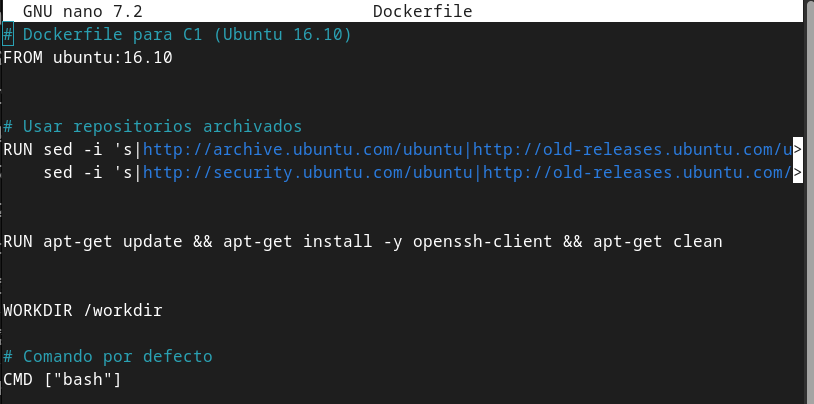 GNU nano 7.2 Dockerfile
# Dockerfile para C1 (Ubuntu 16.10)
FROM ubuntu:16.10
# Usar repositorios archivados
RUN sed -i 's|http://archive.ubuntu.com/ubuntu|http://old-releases.ubuntu.com/u>
sed -i 's|http://security.ubuntu.com/ubuntu|http://old-releases.ubuntu.com/>
RUN apt-get update && apt-get install -y openssh-client && apt-get clean
WORKDIR /workdir
# Comando por defecto
CMD ["bash"]